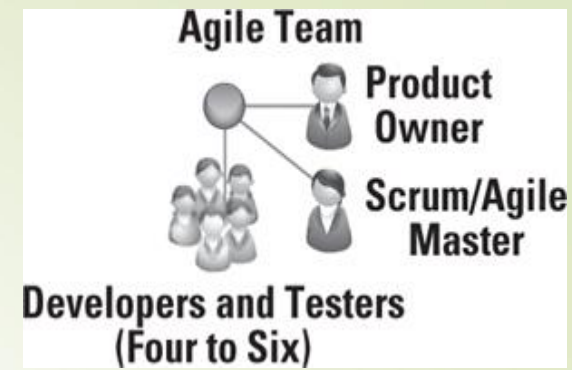 Agile Team
Product
Owner
Scrum/Agile
Master
Developers and Testers
(Four to Six)